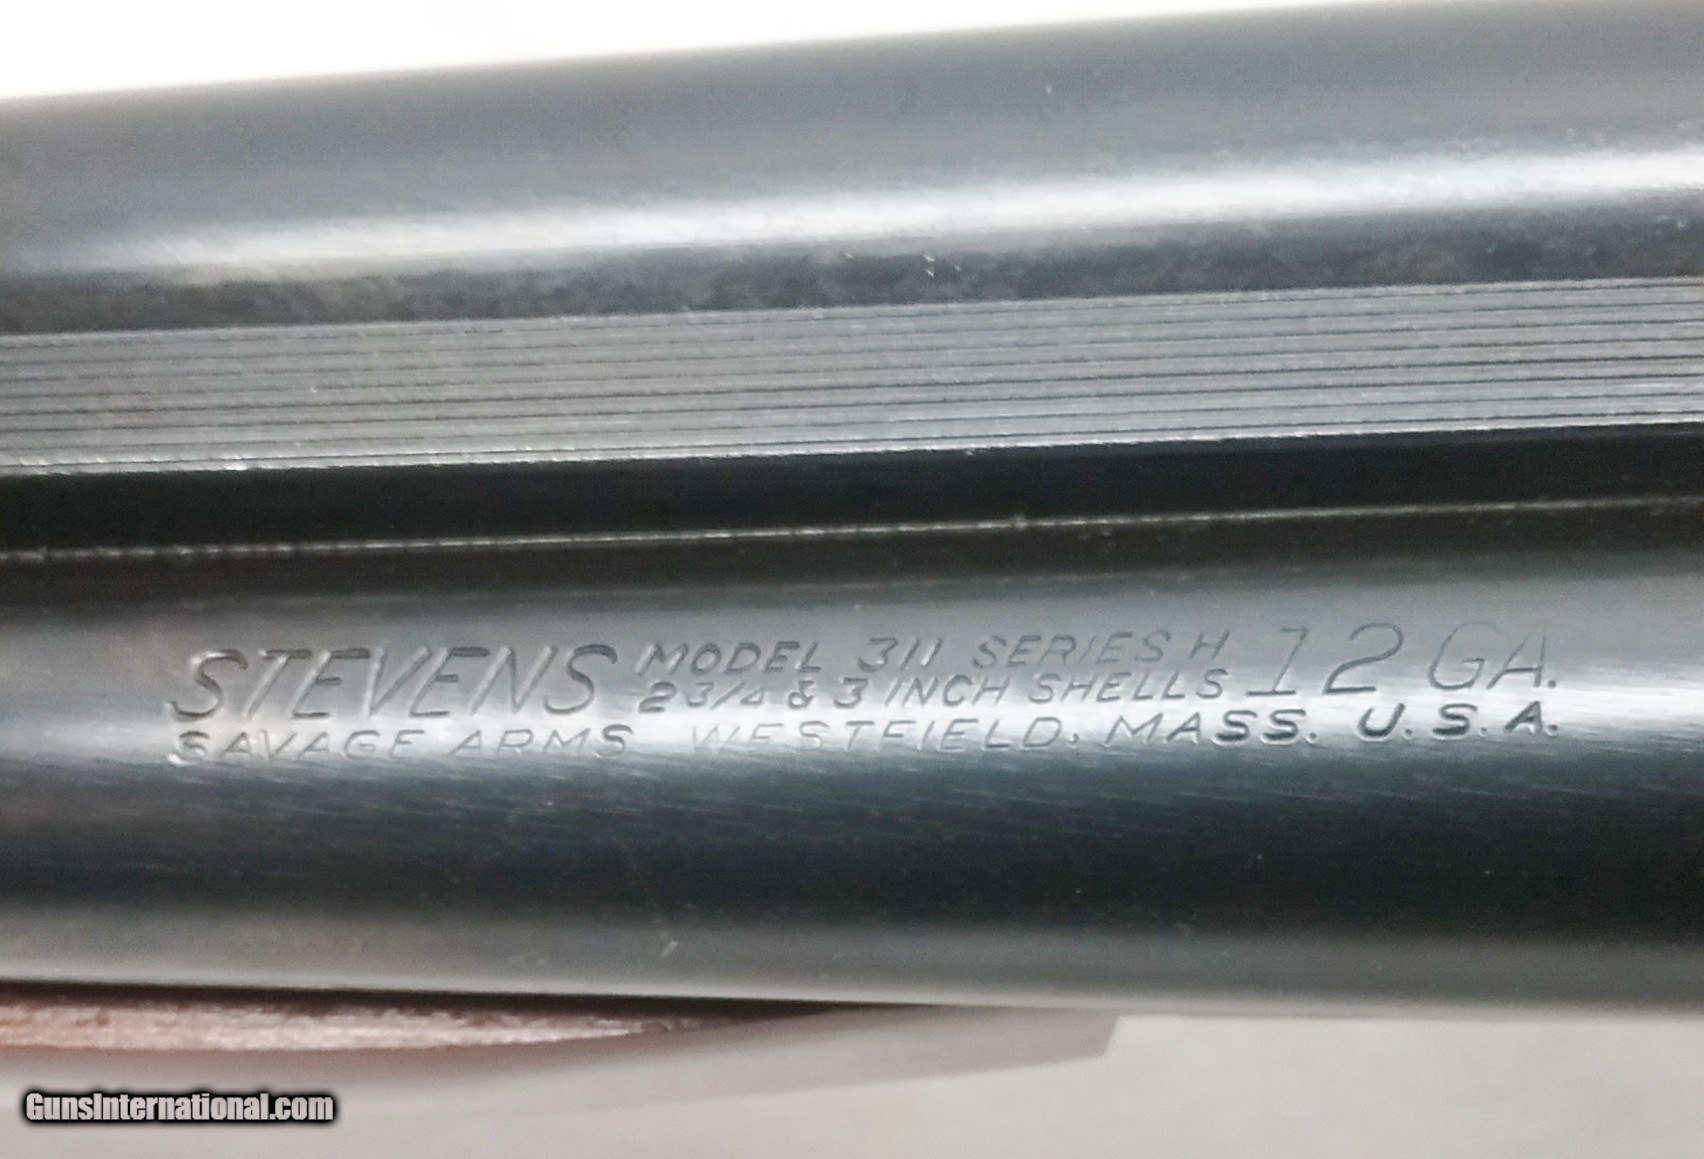 STEVENS MODEL 311 SERIES H 12 GA.
2 3/4 & 3 INCH SHELLS
SAVAGE ARMS WESTFIELD, MASS. U.S.A.
GunsInternational.com